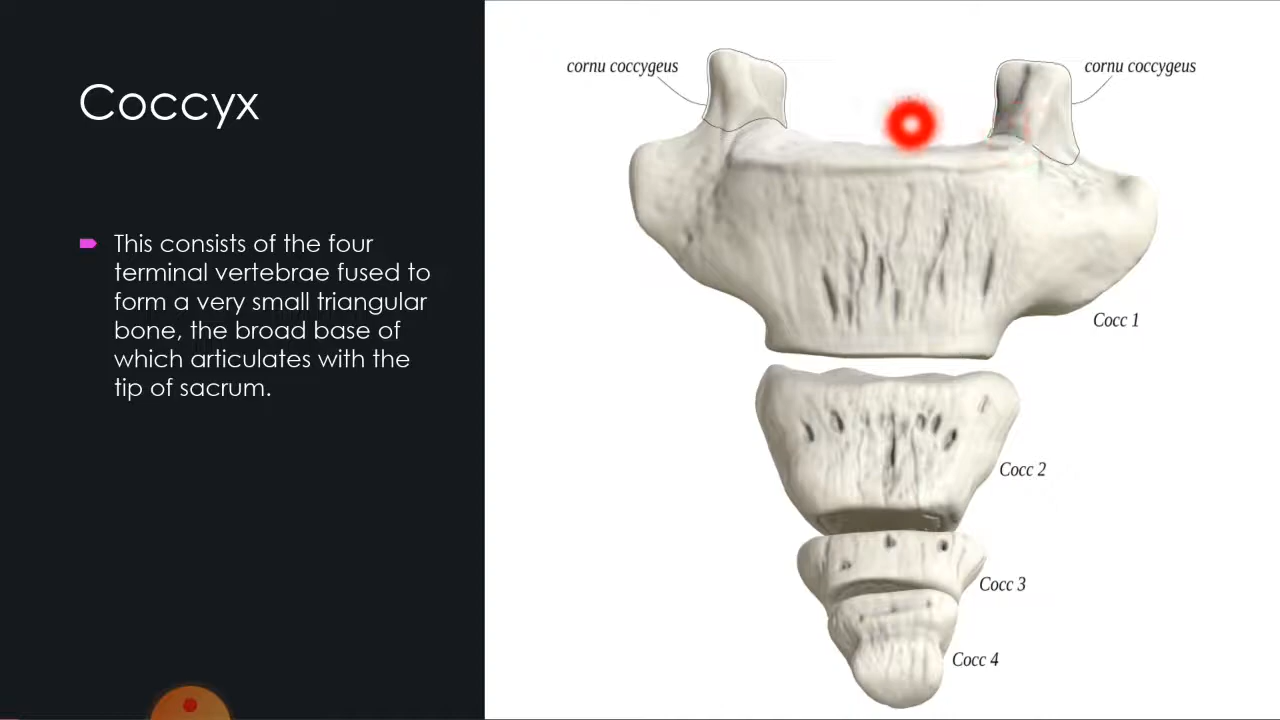 Coccyx
This consists of the four
terminal vertebrae fused to
form a very small triangular
bone, the broad base of
which articulates with the
tip of sacrum.
cornu coccygeus
cornu coccygeus
Cocc 1
Cocc 2
Cocc 3
Cocc 4